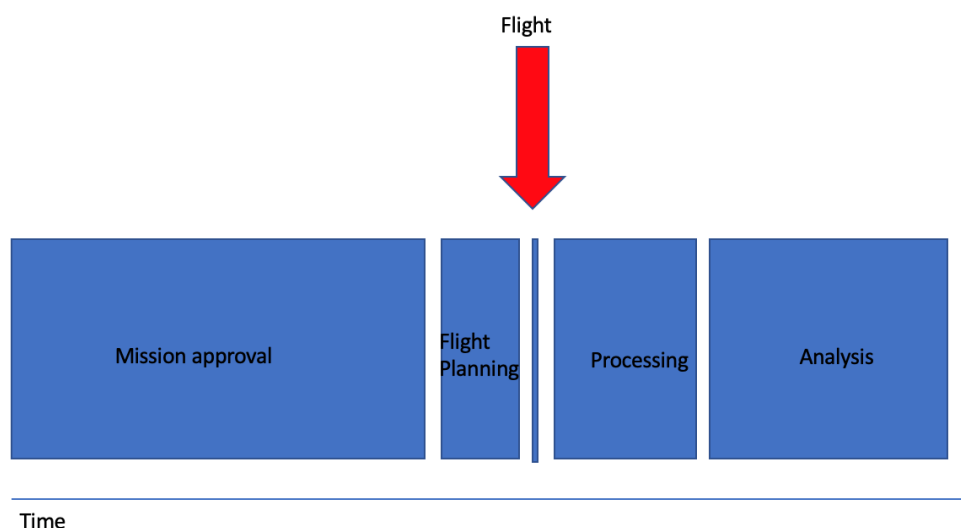 Flight
Mission approval
Flight
Planning
Processing
Analysis
Time